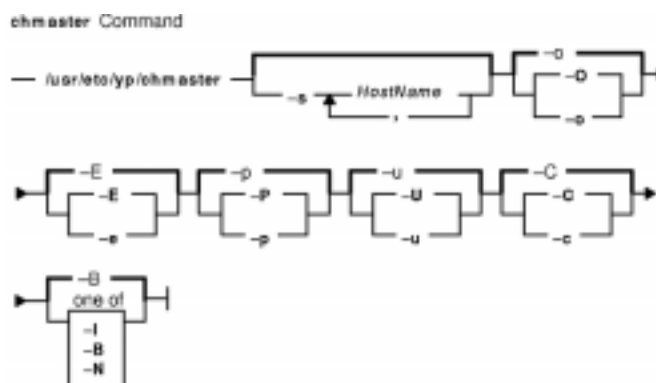 chmaster Command
/usr/etc/yp/chmaster
-s HostName
,
-o
-O
-o
-E
-E
-e
-p
-P
-p
-u
-U
-u
-C
-C
-c
-B
one of
-I
-B
-N